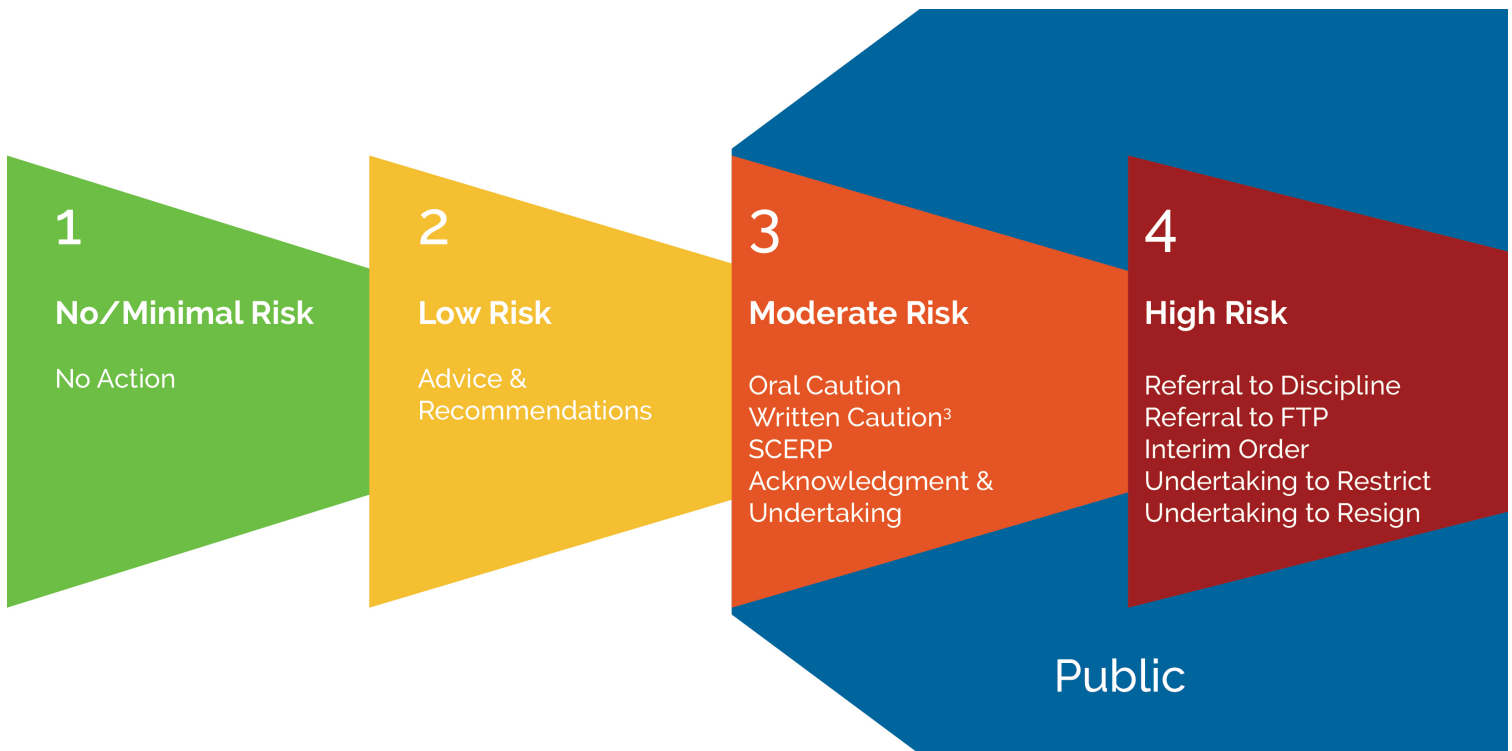 1
No/Minimal Risk
No Action
2
Low Risk
Advice &
Recommendations
3
Moderate Risk
Oral Caution
Written Caution³
SCERP
Acknowledgment &
Undertaking
4
High Risk
Referral to Discipline
Referral to FTP
Interim Order
Undertaking to Restrict
Undertaking to Resign
Public